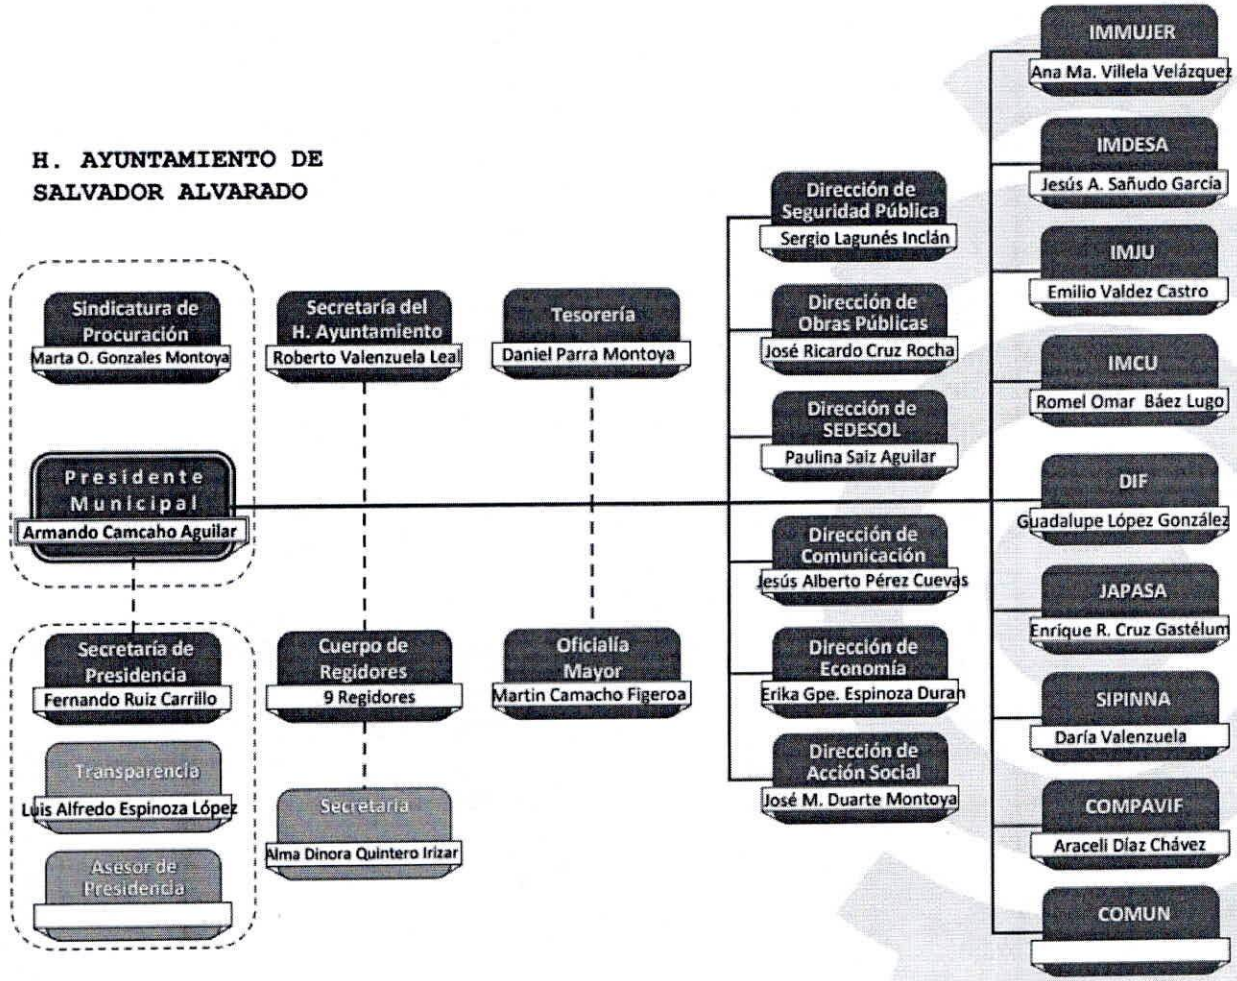 H. AYUNTAMIENTO DE
SALVADOR ALVARADO
Sindicatura de
Procuración
Marta O. Gonzales Montoya
Presidente
Municipal
Armando Camcaho Aguilar
Secretaría de
Presidencia
Fernando Ruiz Carrillo
Transparencia
Luis Alfredo Espinoza López
Asesor de
Presidencia
Secretaría del
H. Ayuntamiento
Roberto Valenzuela Leal
Cuerpo de
Regidores
9 Regidores
Secretaria
Alma Dinora Quintero Irizar
Tesorería
Daniel Parra Montoya
Oficialía
Mayor
Martin Camacho Figeroa
Dirección de
Seguridad Pública
Sergio Lagunés Inclán
Dirección de
Obras Públicas
José Ricardo Cruz Rocha
Dirección de
SEDESOL
Paulina Saiz Aguilar
Dirección de
Comunicación
Jesús Alberto Pérez Cuevas
Dirección de
Economía
Erika Gpe. Espinoza Duran
Dirección de
Acción Social
José M. Duarte Montoya
IMMUJER
Ana Ma. Villela Velázquez
IMDESA
Jesús A. Sañudo García
IMJU
Emilio Valdez Castro
IMCU
Romel Omar Báez Lugo
DIF
Guadalupe López González
JAPASA
Enrique R. Cruz Gastélum
SIPINNA
Daría Valenzuela
COMPAVIF
Araceli Díaz Chávez
COMUN